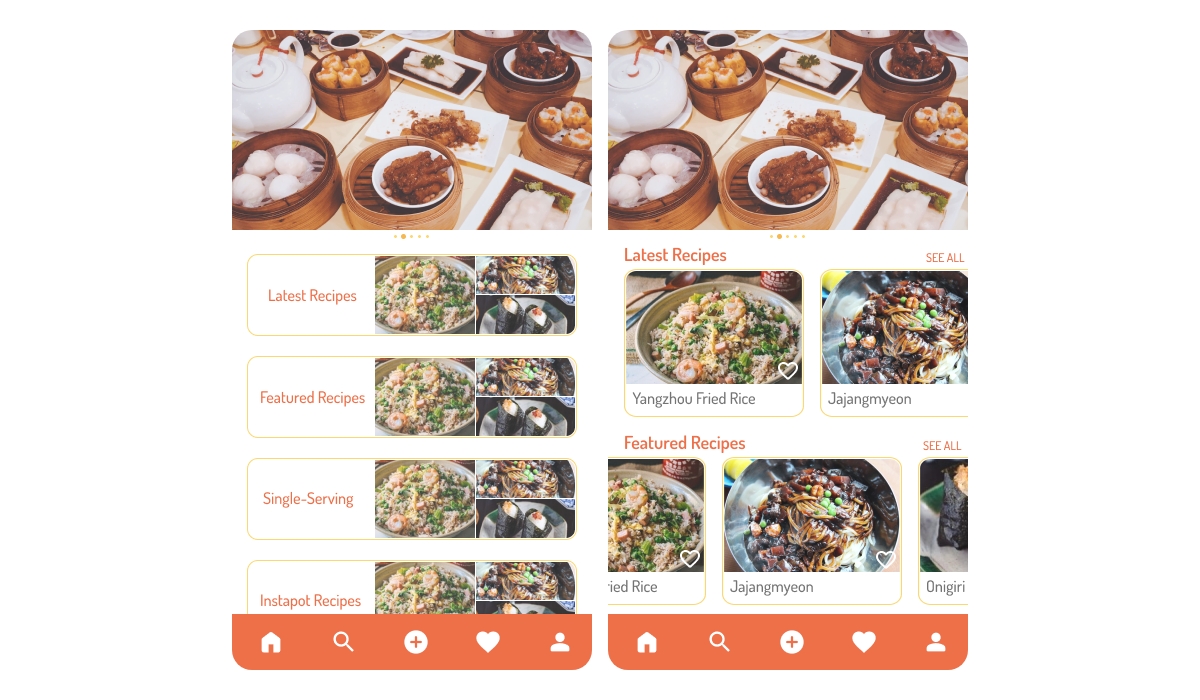 Latest Recipes
Featured Recipes
Single-Serving
Instapot Recipes
Latest Recipes
SEE ALL
Yangzhou Fried Rice
Jajangmyeon
Featured Recipes
SEE ALL
ried Rice
Jajangmyeon
Onigiri